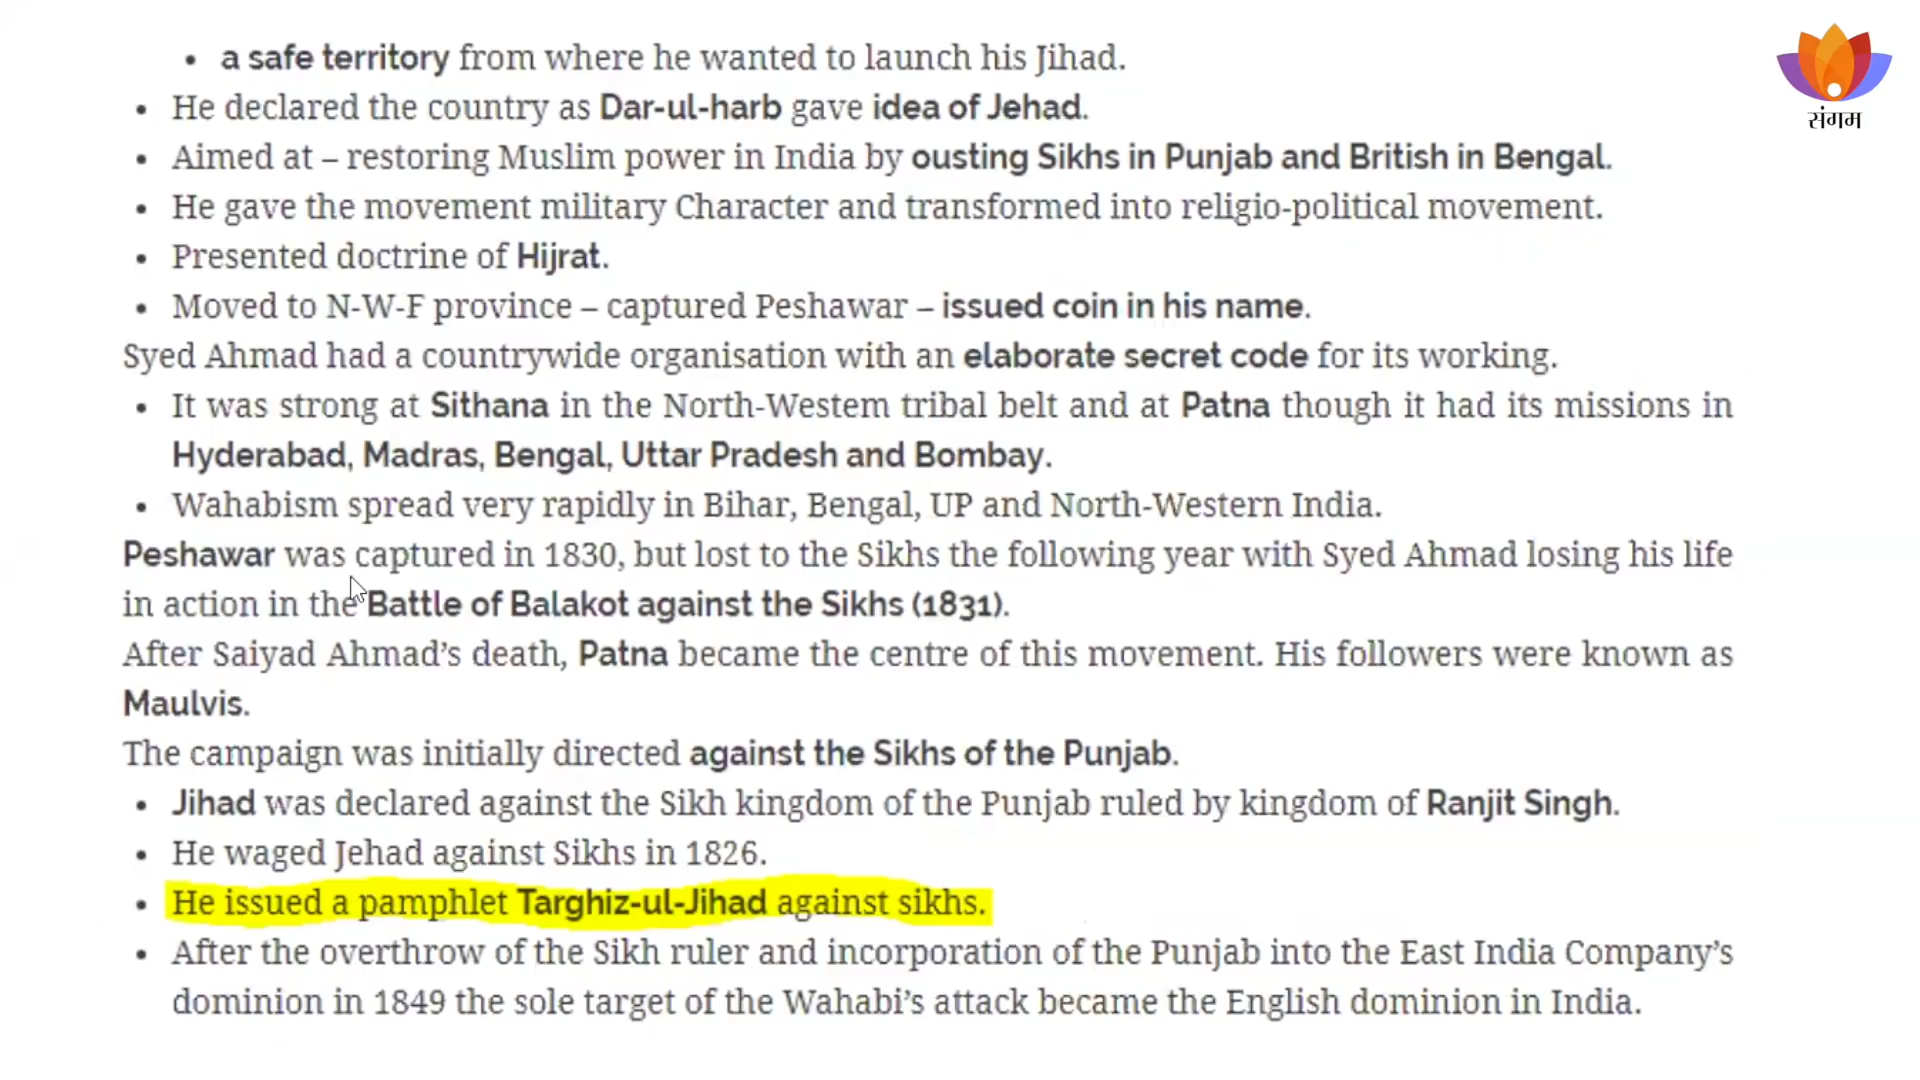 • a safe territory from where he wanted to launch his Jihad.
संगम
• He declared the country as Dar-ul-harb gave idea of Jehad.
• Aimed at – restoring Muslim power in India by ousting Sikhs in Punjab and British in Bengal.
• He gave the movement military Character and transformed into religio-political movement.
• Presented doctrine of Hijrat.
• Moved to N-W-F province – captured Peshawar – issued coin in his name.
Syed Ahmad had a countrywide organisation with an elaborate secret code for its working.
• It was strong at Sithana in the North-Westem tribal belt and at Patna though it had its missions in
Hyderabad, Madras, Bengal, Uttar Pradesh and Bombay.
• Wahabism spread very rapidly in Bihar, Bengal, UP and North-Western India.
Peshawar was captured in 1830, but lost to the Sikhs the following year with Syed Ahmad losing his life
in action in the Battle of Balakot against the Sikhs (1831).
After Saiyad Ahmad’s death, Patna became the centre of this movement. His followers were known as
Maulvis.
The campaign was initially directed against the Sikhs of the Punjab.
• Jihad was declared against the Sikh kingdom of the Punjab ruled by kingdom of Ranjit Singh.
• He waged Jehad against Sikhs in 1826.
• He issued a pamphlet Targhiz-ul-Jihad against sikhs.
• After the overthrow of the Sikh ruler and incorporation of the Punjab into the East India Company’s
dominion in 1849 the sole target of the Wahabi’s attack became the English dominion in India.